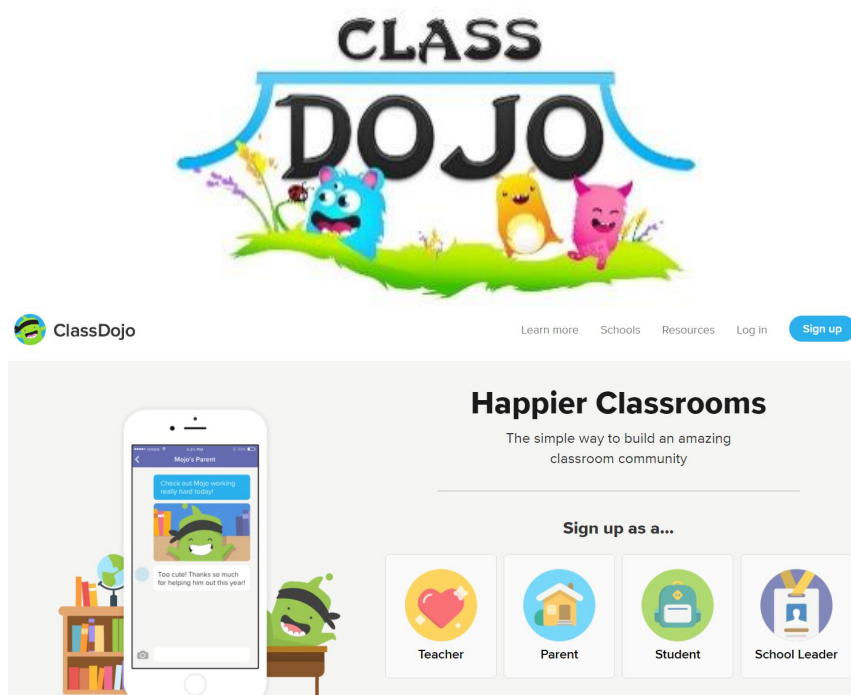 CLASS
DOJO
ClassDojo
Learn more Schools Resources Log in Sign up
Happier Classrooms
The simple way to build an amazing
classroom community
Sign up as a...
Teacher Parent Student School Leader
Mojo's Parent
Check out Mojo working
really hard today!
Too cute! Thanks so much
for helping him out this year!